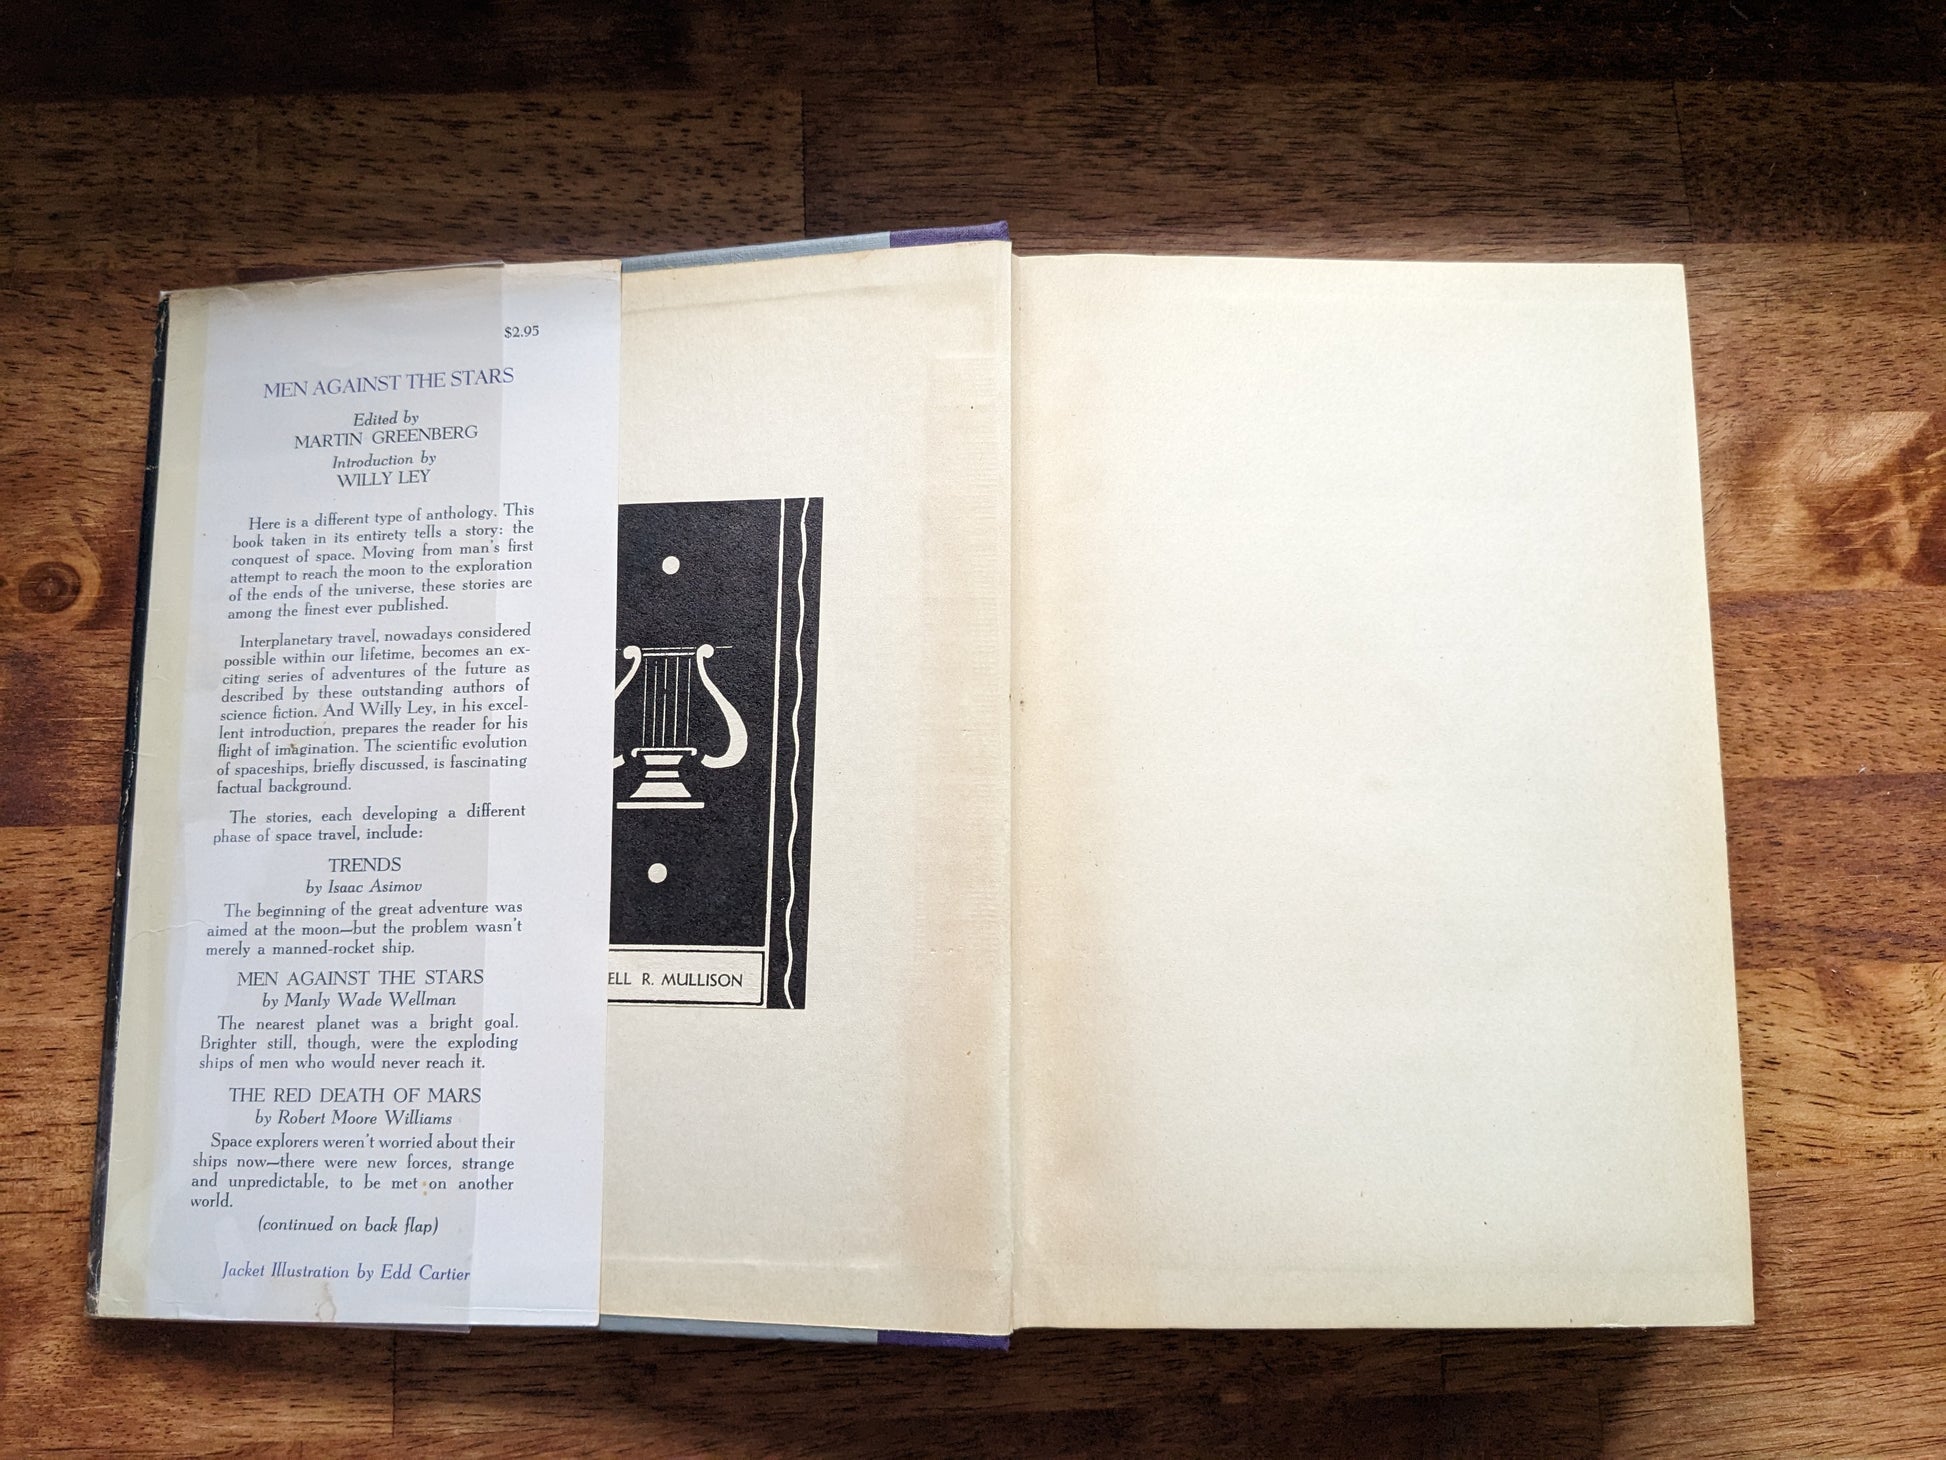 $2.95
MEN AGAINST THE STARS
Edited by
MARTIN GREENBERG
Introduction by
WILLY LEY
Here is a different type of anthology. This
book taken in its entirety tells a story: the
conquest of space. Moving from man's first
attempt to reach the moon to the exploration
of the ends of the universe, these stories are
among the finest ever published.
Interplanetary travel, nowadays considered
possible within our lifetime, becomes an ex-
citing series of adventures of the future as
described by these outstanding authors of
science fiction. And Willy Ley, in his excel-
lent introduction, prepares the reader for his
flight of imagination. The scientific evolution
of spaceships, briefly discussed, is fascinating
factual background.
The stories, each developing a different
phase of space travel, include:
TRENDS
by Isaac Asimov
The beginning of the great adventure was
aimed at the moon—but the problem wasn't
merely a manned-rocket ship.
MEN AGAINST THE STARS
by Manly Wade Wellman
The nearest planet was a bright goal.
Brighter still, though, were the exploding
ships of men who would never reach it.
THE RED DEATH OF MARS
by Robert Moore Williams
Space explorers weren't worried about their
ships now—there were new forces, strange
and unpredictable, to be met on another
world.
(continued on back flap)
Jacket Illustration by Edd Cartier
ELL R. MULLISON